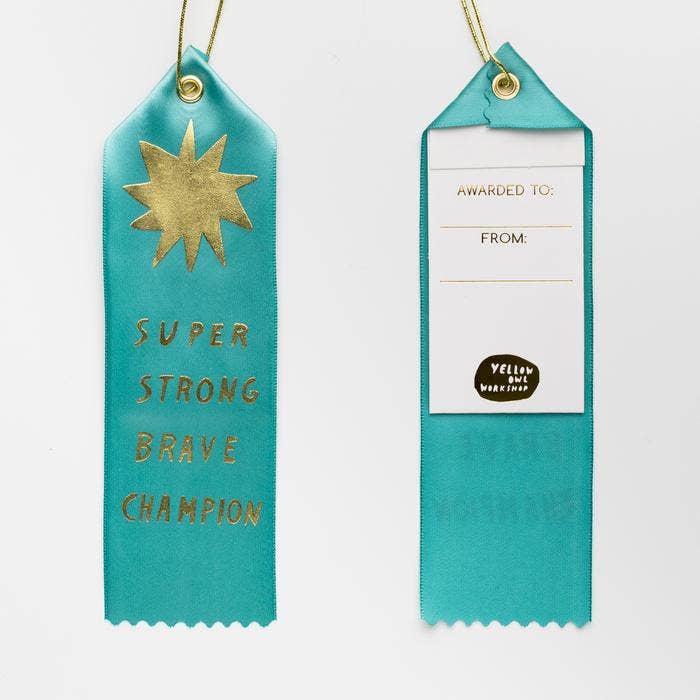 SUPER
STRONG
BRAVE
CHAMPION
AWARDED TO:
FROM:
YELLOW
OWL
WORKSHOP